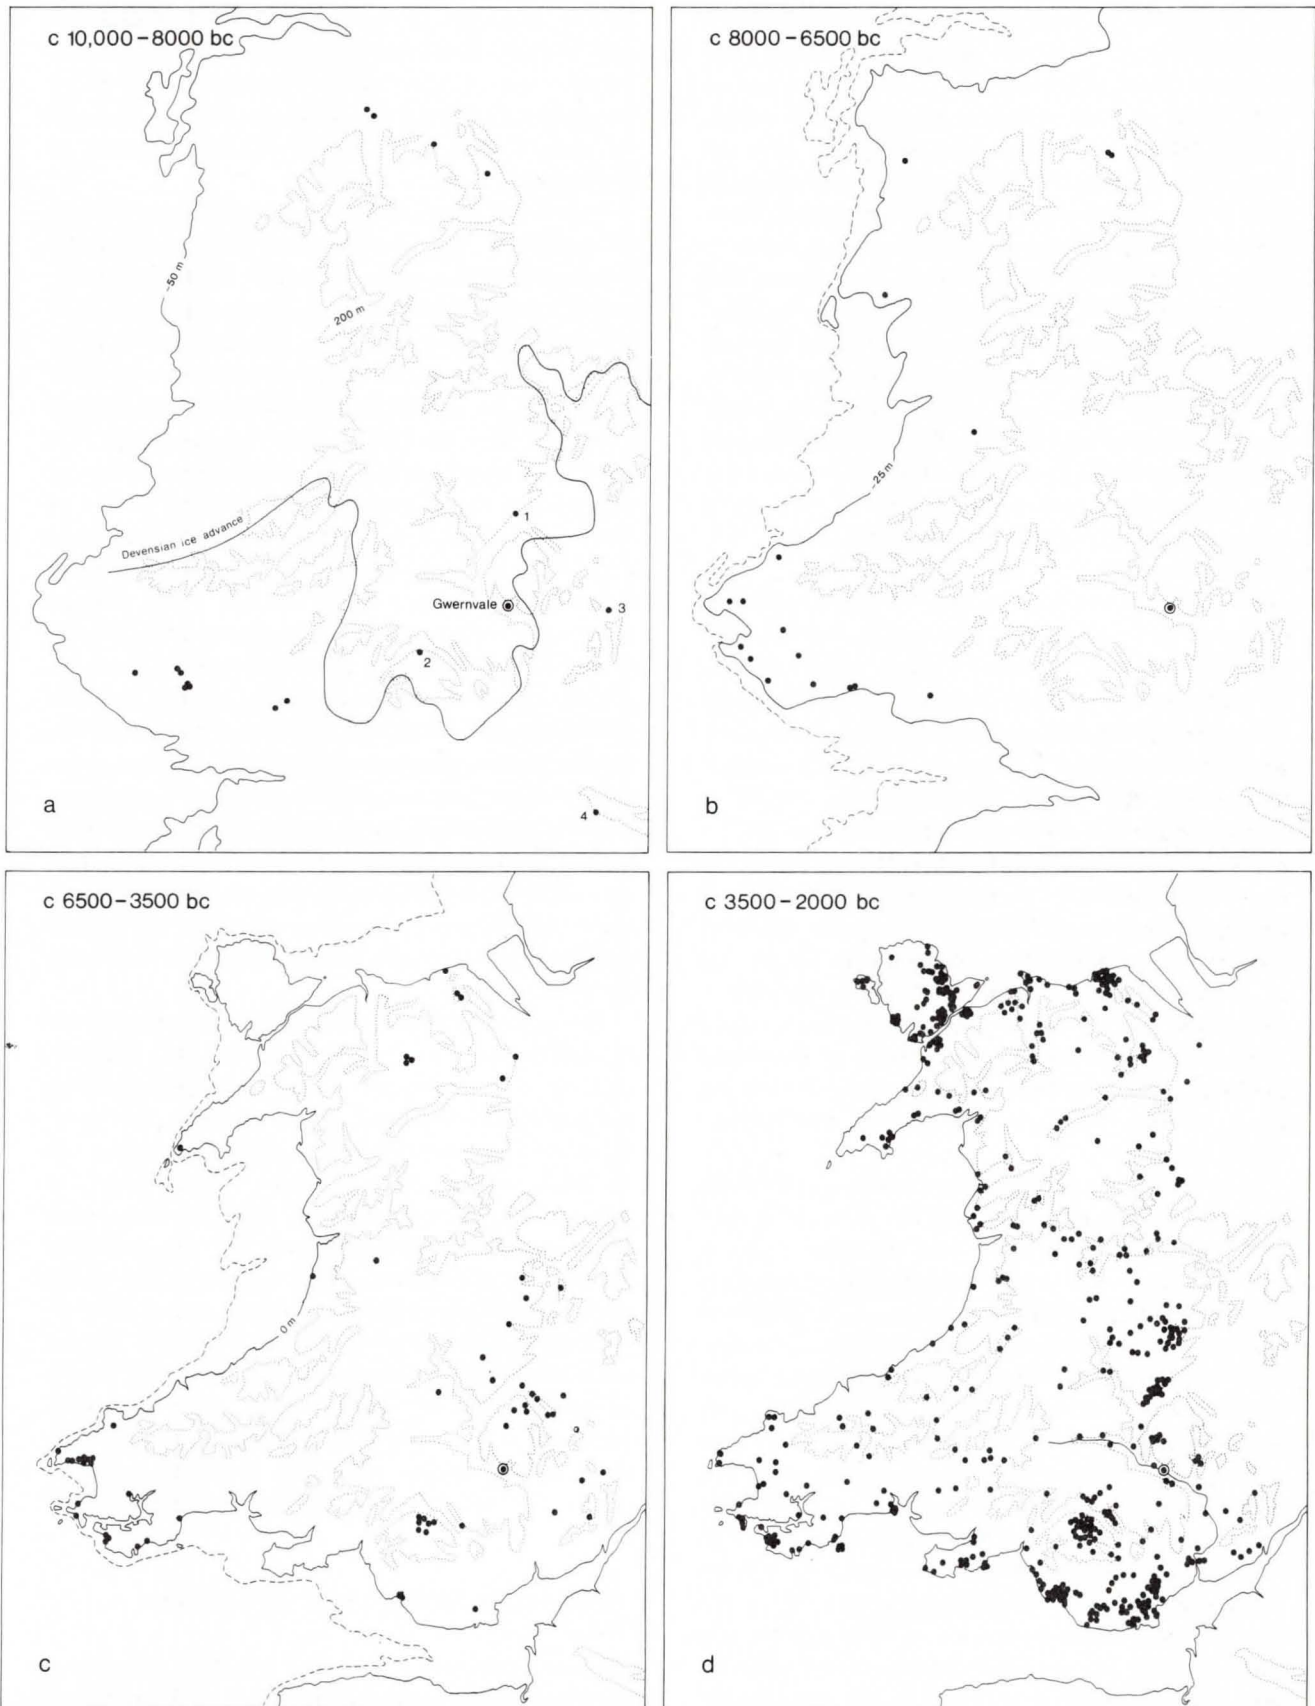 c 10,000-8000 bc
-50 m
200 m
Devensian ice advance
1
Gwernvale
3
2
4
a
c 8000-6500 bc
-25 m
b
c 6500-3500 bc
0 m
c
c 3500-2000 bc
d